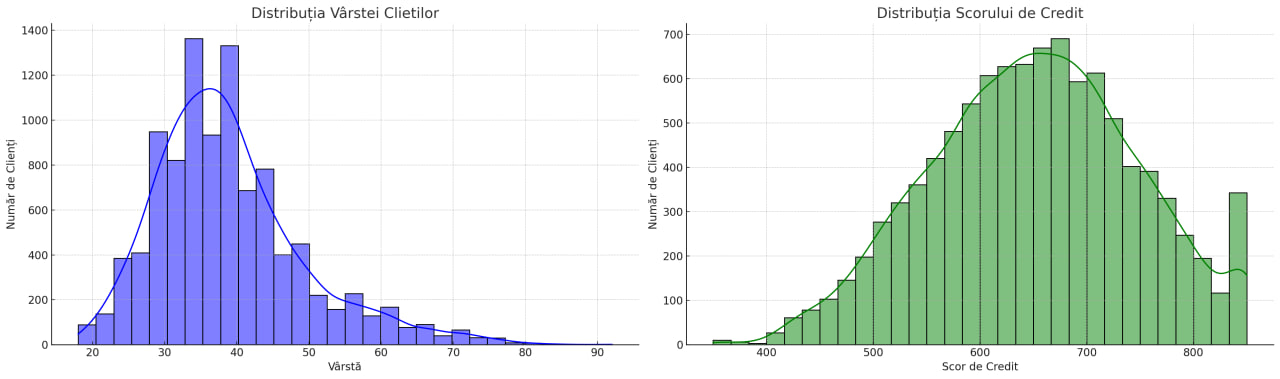 Distribuția Vârstei Clietilor
1400
1200
1000
800
600
400
200
0
Număr de Clienți
20 30 40 50 60 70 80 90
Vârstă
Distribuția Scorului de Credit
700
600
500
400
300
200
100
0
Număr de Clienți
400 500 600 700 800
Scor de Credit